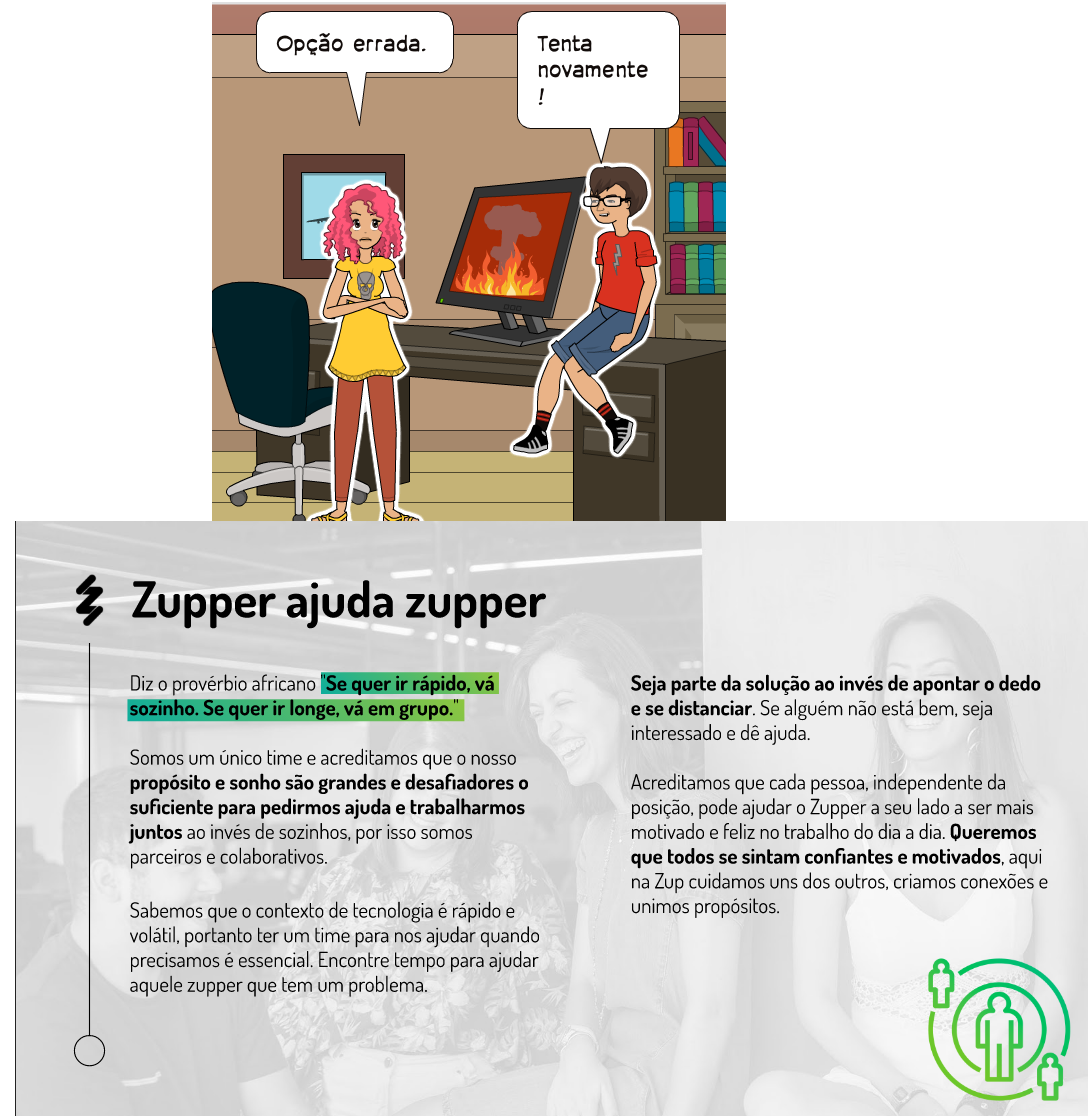 Opção errada.
Tenta
novamente
!
Zupper ajuda zupper
Diz o provérbio africano "Se quer ir rápido, vá
sozinho. Se quer ir longe, vá em grupo."
Somos um único time e acreditamos que o nosso
propósito e sonho são grandes e desafiadores o
suficiente para pedirmos ajuda e trabalharmos
juntos ao invés de sozinhos, por isso somos
parceiros e colaborativos.
Sabemos que o contexto de tecnologia é rápido e
volátil, portanto ter um time para nos ajudar quando
precisamos é essencial. Encontre tempo para ajudar
aquele zupper que tem um problema.
Seja parte da solução ao invés de apontar o dedo
e se distanciar. Se alguém não está bem, seja
interessado e dê ajuda.
Acreditamos que cada pessoa, independente da
posição, pode ajudar o Zupper a seu lado a ser mais
motivado e feliz no trabalho do dia a dia. Queremos
que todos se sintam confiantes e motivados, aqui
na Zup cuidamos uns dos outros, criamos conexões e
unimos propósitos.